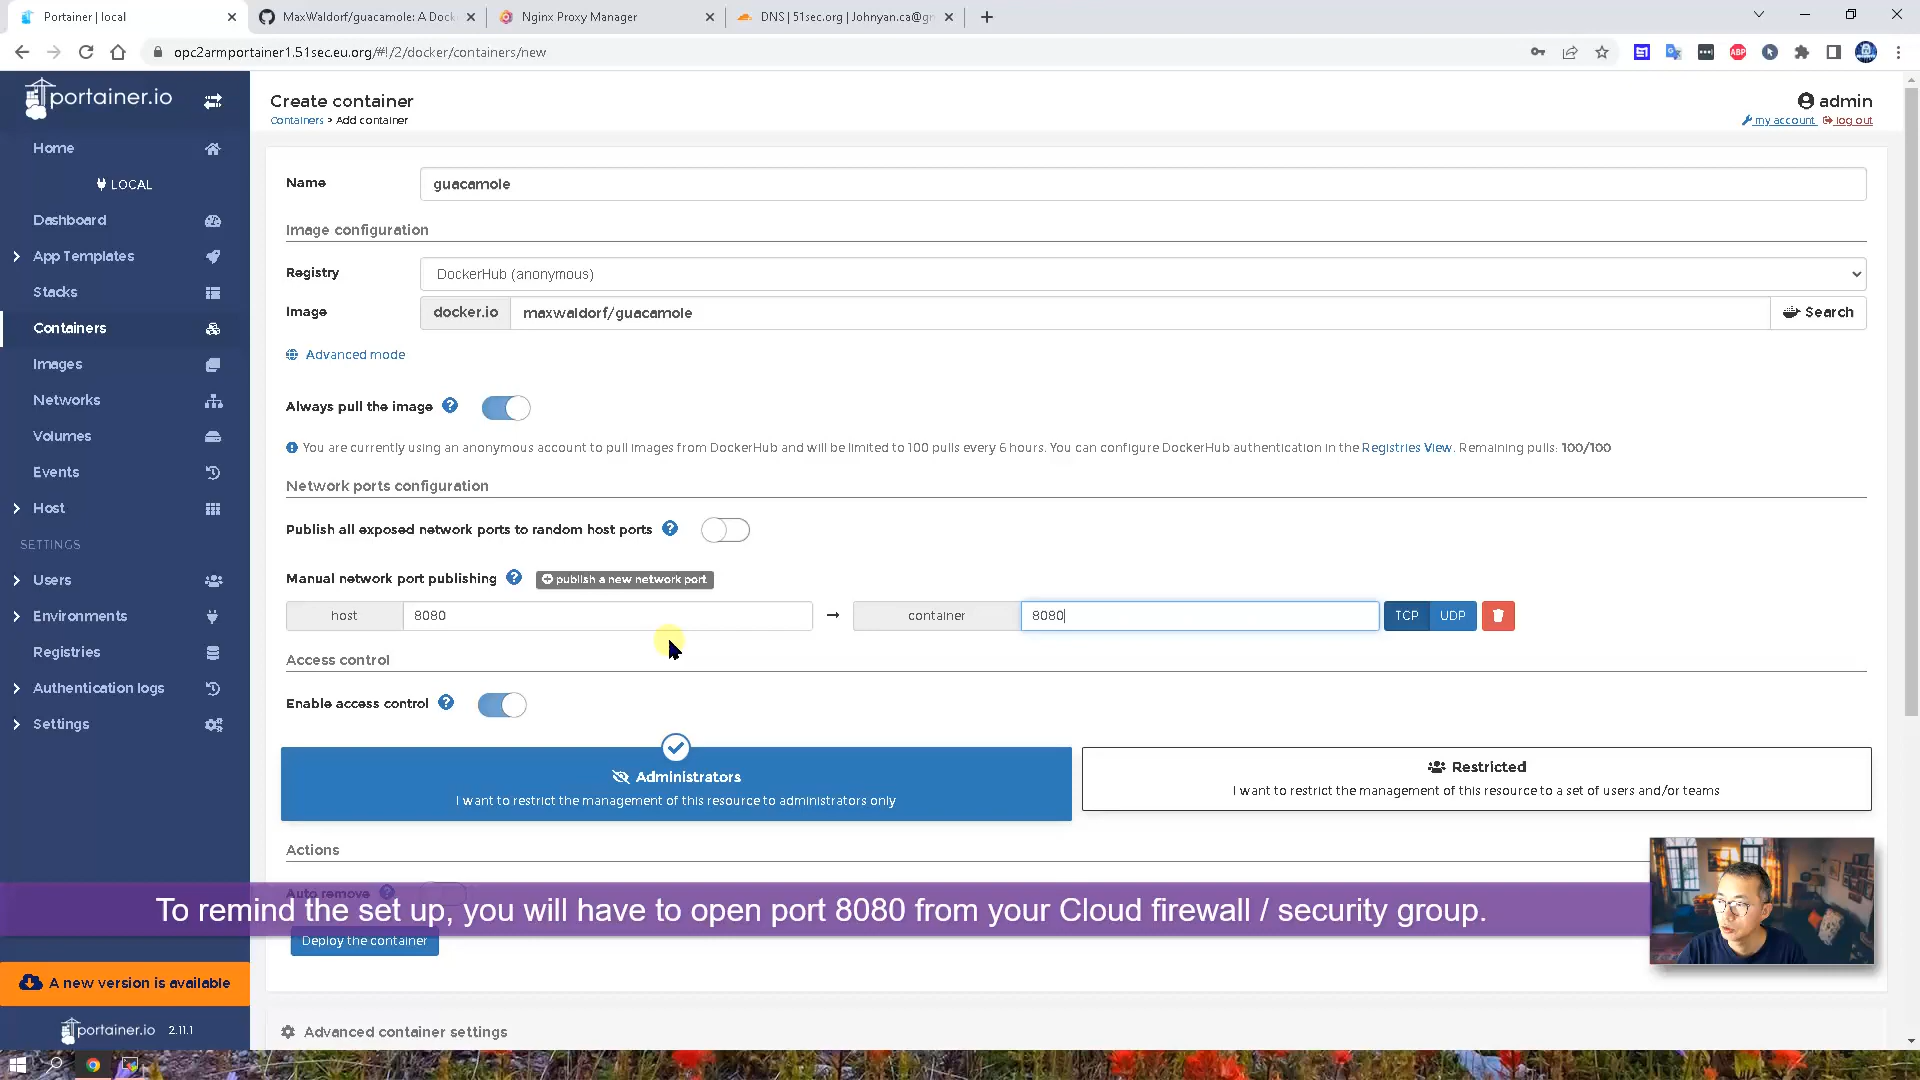 Portainer | local
MaxWaldorf/guacamole: A Dock
Nginx Proxy Manager
DNS | 51sec.org | Johnyan.ca@gm
opc2armportainer1.51sec.eu.org/#!/2/docker/containers/new
ABP
portainer.io
Home
LOCAL
Dashboard
App Templates
Stacks
Containers
Images
Networks
Volumes
Events
Host
SETTINGS
Users
Environments
Registries
Authentication logs
Settings
A new version is available
portainer.io 2.11.1
Create container
Containers > Add container
admin
my account log out
Name guacamole
Image configuration
Registry DockerHub (anonymous)
Image docker.io maxwaldorf/guacamole Search
Advanced mode
Always pull the image
You are currently using an anonymous account to pull images from DockerHub and will be limited to 100 pulls every 6 hours. You can configure DockerHub authentication in the Registries View. Remaining pulls: 100/100
Network ports configuration
Publish all exposed network ports to random host ports
Manual network port publishing publish a new network port
host 8080 → container 8080 TCP UDP
Access control
Enable access control
Administrators
I want to restrict the management of this resource to administrators only
Restricted
I want to restrict the management of this resource to a set of users and/or teams
Actions
Auto remove
To remind the set up, you will have to open port 8080 from your Cloud firewall / security group.
Deploy the container
Advanced container settings